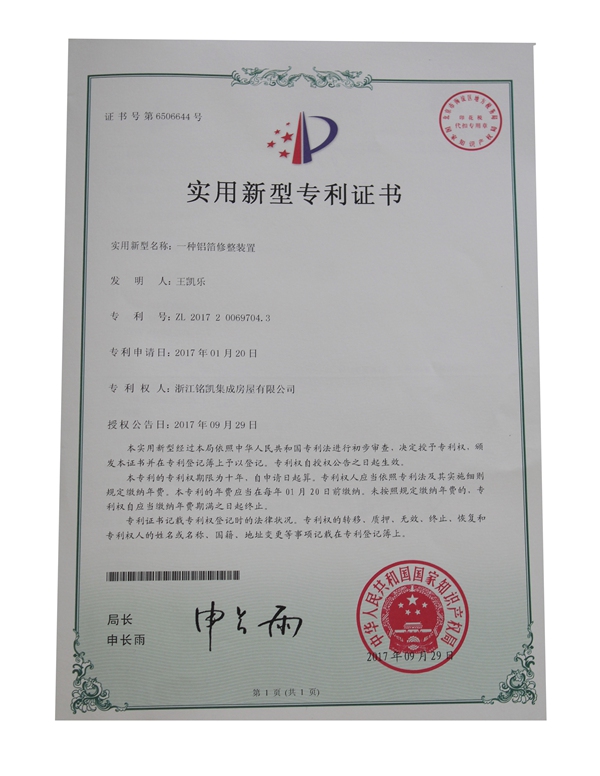 证书号第6506644号
实用新型专利证书
实用新型名称：一种铝箔修整装置
发明人：王凯乐
专利号：ZL 2017 2 0069704.3
专利申请日：2017年01月20日
专利权人：浙江铭凯集成房屋有限公司
授权公告日：2017年09月29日
本实用新型经过本局依照中华人民共和国专利法进行初步审查，决定授予专利权，颁
发本证书并在专利登记簿上予以登记。专利权自授权公告之日起生效。
本专利的专利权期限为十年，自申请日起算。专利权人应当依照专利法及其实施细则
规定缴纳年费。本专利的年费应当在每年01月20日前缴纳。未按照规定缴纳年费的，专
利权自应当缴纳年费期满之日起终止。
专利证书记载专利权登记时的法律状况。专利权的转移、质押、无效、终止、恢复和
专利权人的姓名或名称、国籍、地址变更等事项记载在专利登记簿上。
局长
申长雨
申长雨
中华人民共和国国家知识产权局
2017年09月29日
第1页(共1页)